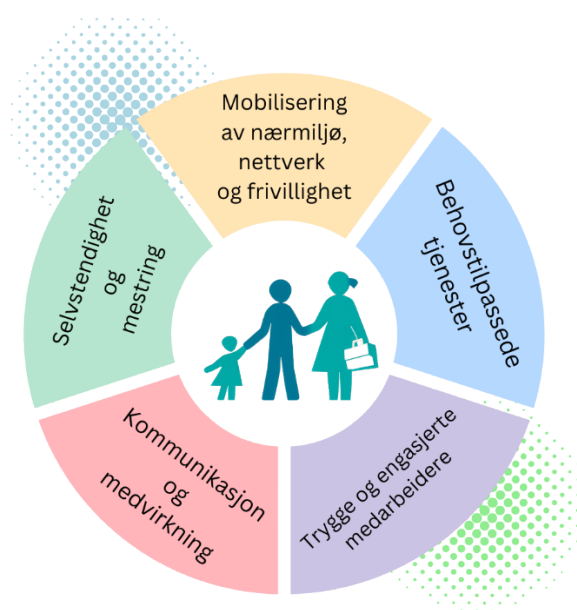 Mobilisering
av nærmiljø,
nettverk
og frivillighet
Behovstilpassede
tjenester
Trygge og engasjerte
medarbeidere
Kommunikasjon
og
medvirkning
Selvstendighet
og
mestring